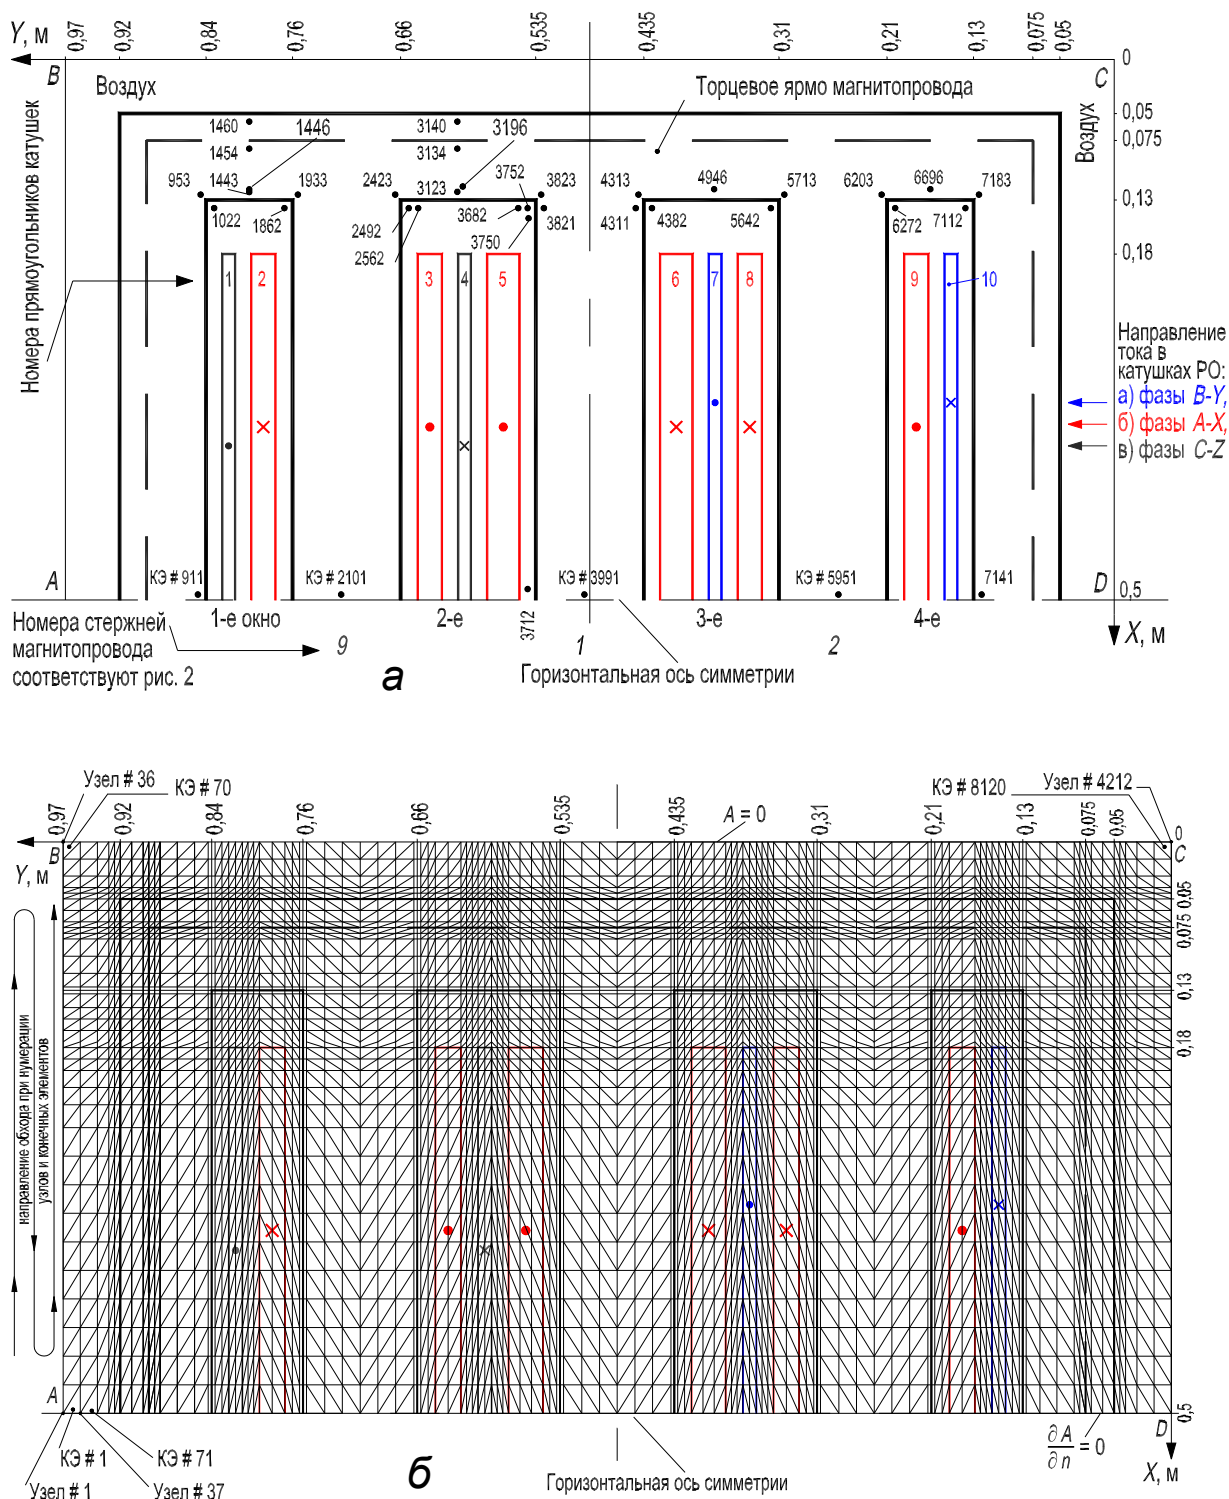 Y, м
0,97
0,92
0,84
0,76
0,66
0,535
0,435
0,31
0,21
0,13
0,075
0,05
0
B
C
Воздух
Торцевое ярмо магнитопровода
Воздух
0,05
0,075
0,13
0,18
Номера прямоугольников катушек
1460
1446
3140
3196
1454
3134
3752
953
1443
1933
2423
3123
3823
4313
4946
5713
6203
6696
7183
1022
1862
2492
3682
3821
4311
4382
5642
6272
7112
2562
3750
1
2
3
4
5
6
7
8
9
10
Направление
тока в
катушках РО:
а) фазы B-Y,
б) фазы A-X,
в) фазы C-Z
A
КЭ # 911
КЭ # 2101
КЭ # 3991
КЭ # 5951
7141
D
0,5
1-е окно
2-е
3712
3-е
4-е
Номера стержней
магнитопровода
соответствуют рис. 2
9
1
2
X, м
а
Горизонтальная ось симметрии
Узел # 36
КЭ # 70
КЭ # 8120
Узел # 4212
0,97
0,92
0,84
0,76
0,66
0,535
0,435
A = 0
0,31
0,21
0,13
0,075
0,05
0
B
C
Y, м
0,05
0,075
0,13
0,18
направление обхода при нумерации
узлов и конечных элементов
A
D
0,5
КЭ # 1
КЭ # 71
∂A/∂n = 0
X, м
Узел # 1
Узел # 37
б
Горизонтальная ось симметрии